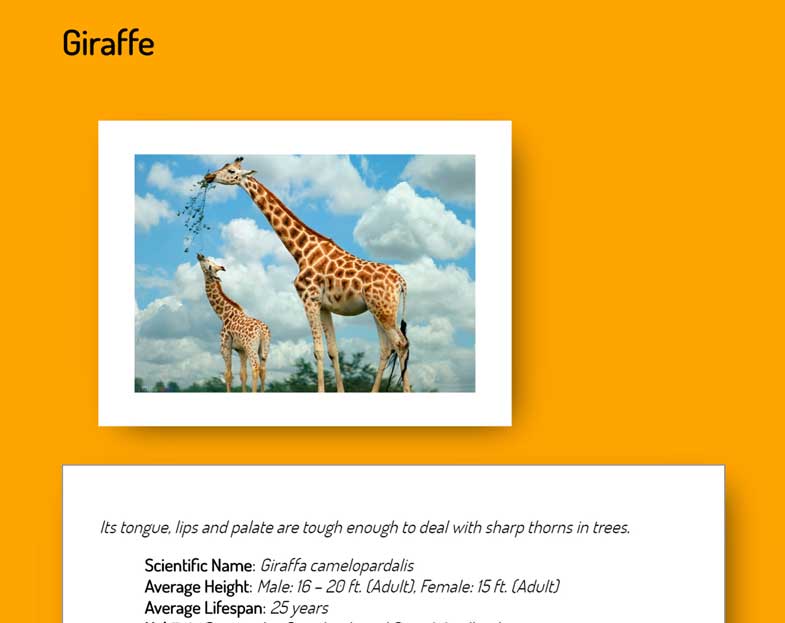 Giraffe
Its tongue, lips and palate are tough enough to deal with sharp thorns in trees.
Scientific Name: Giraffa camelopardalis
Average Height: Male: 16 – 20 ft. (Adult), Female: 15 ft. (Adult)
Average Lifespan: 25 years